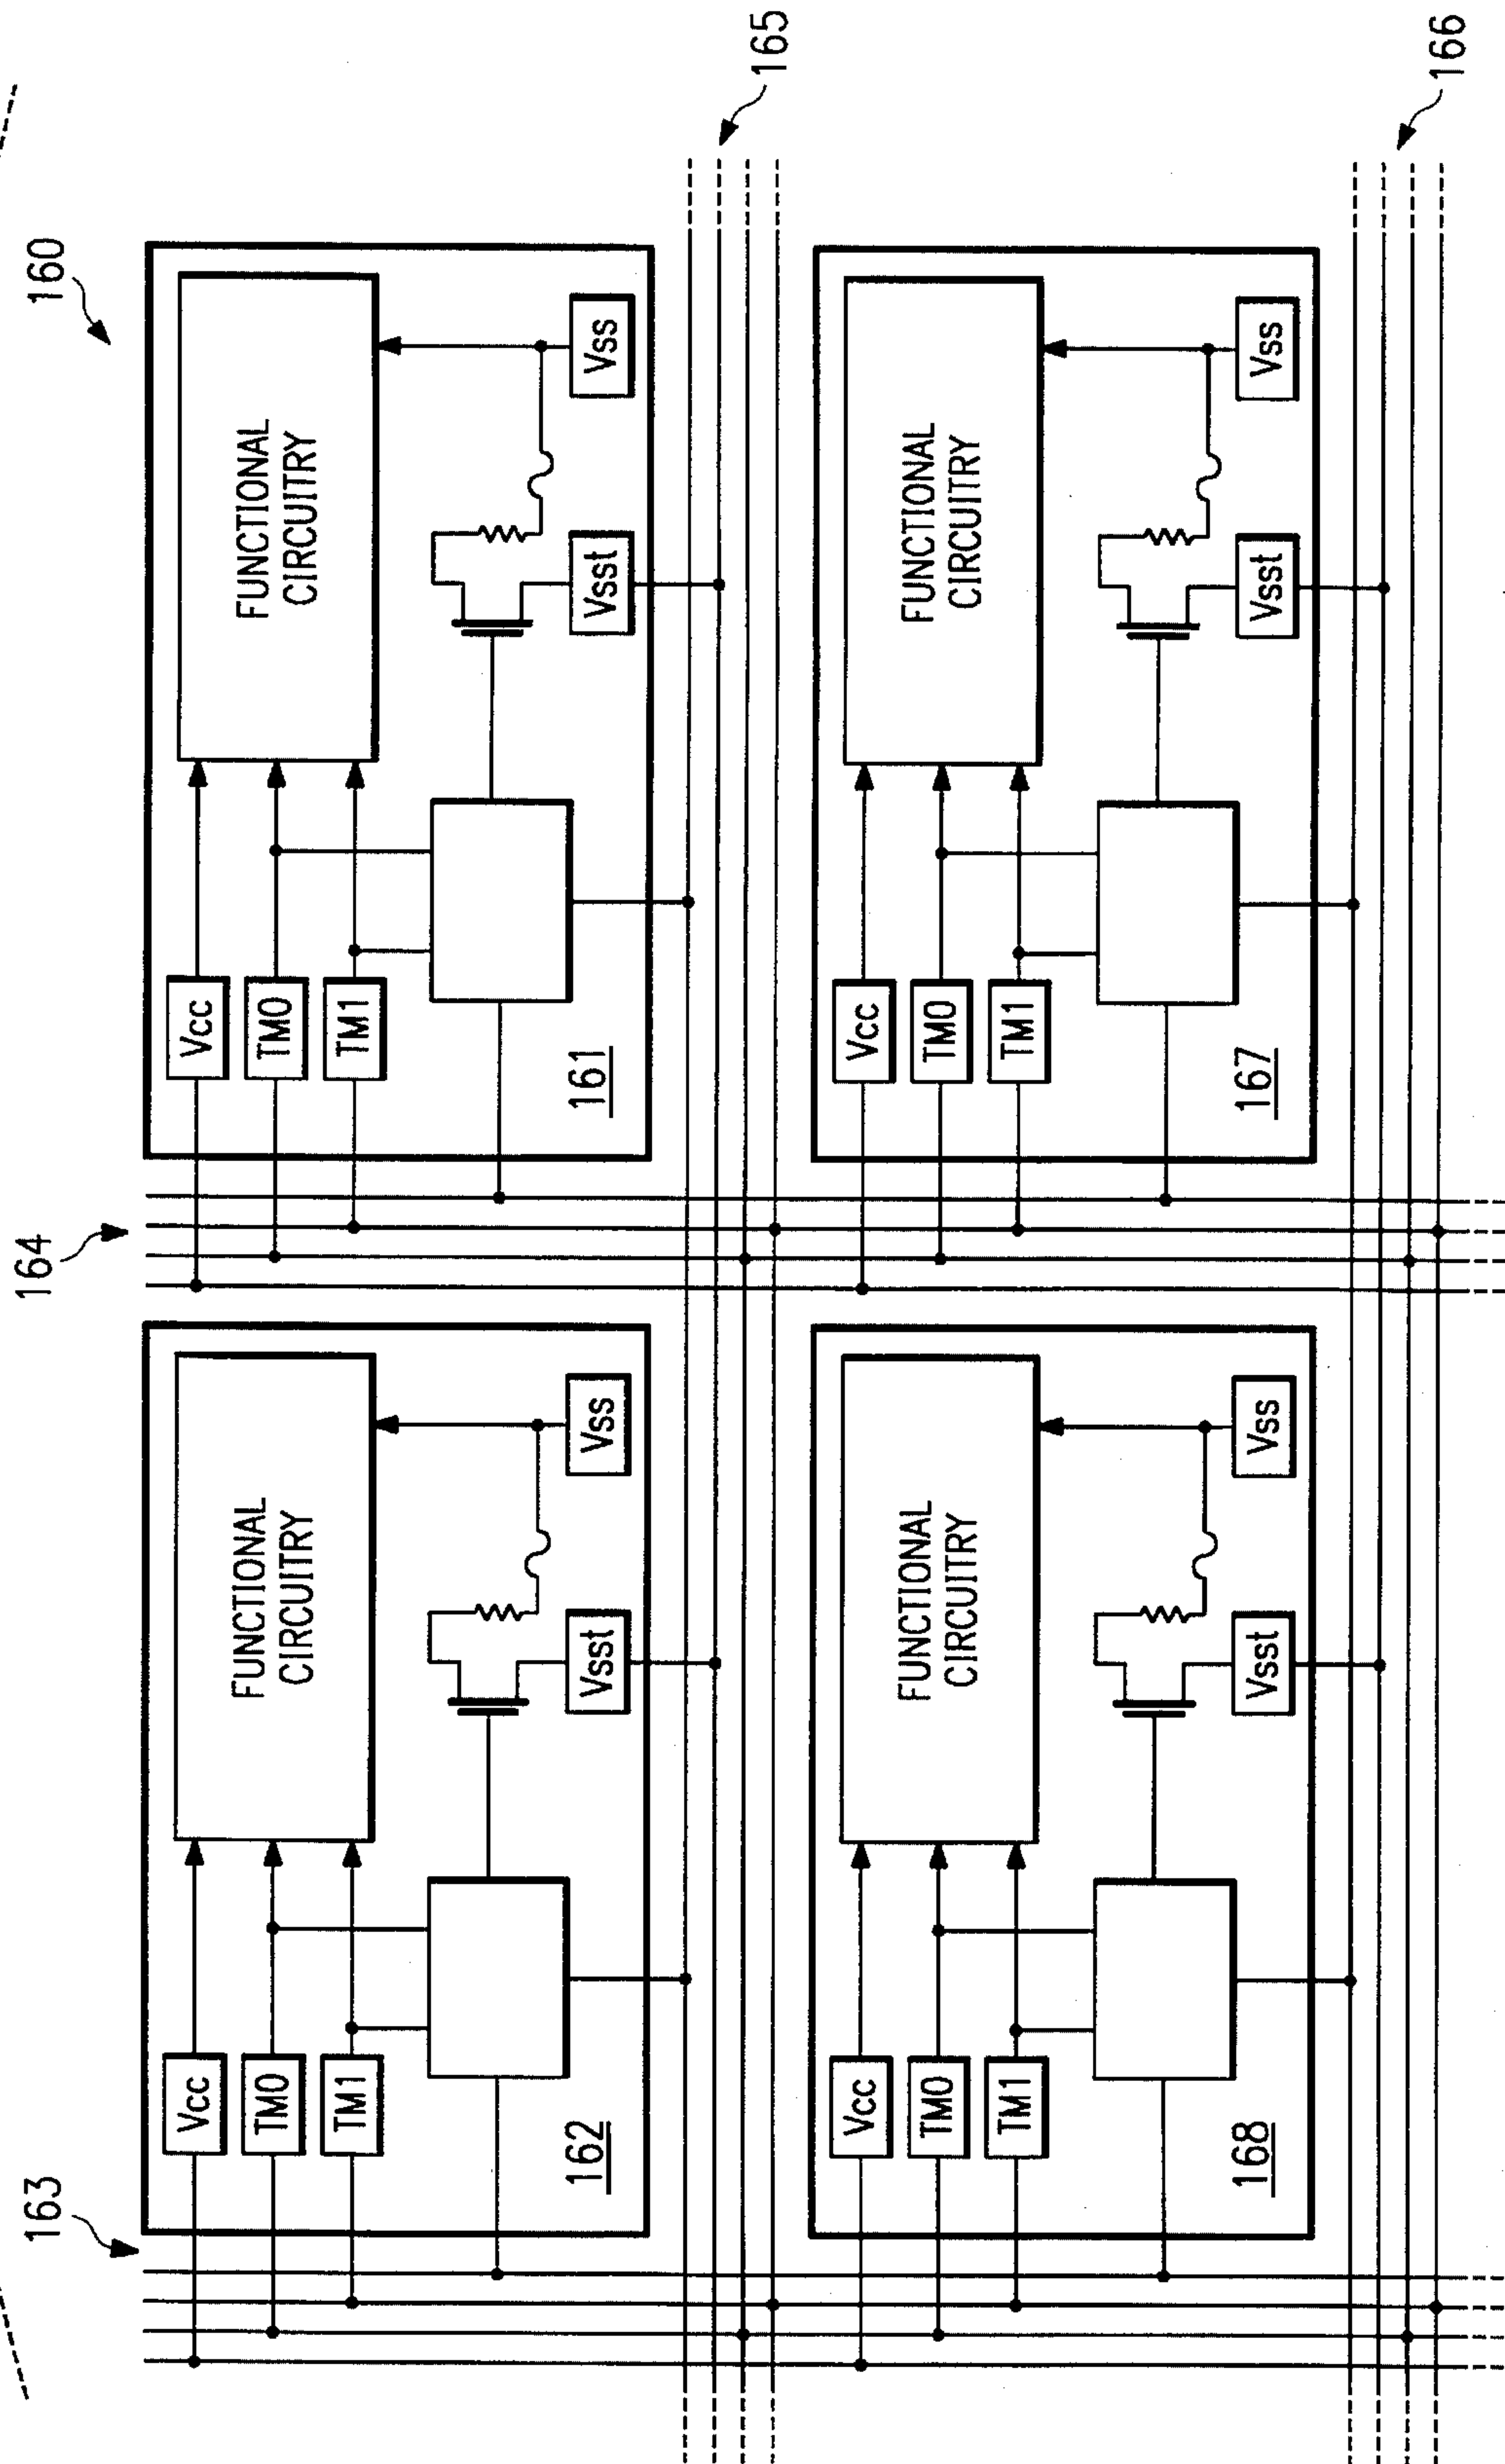 160
163
164
165
166
FUNCTIONAL
CIRCUITRY
Vcc
TM0
TM1
Vsst
Vss
162
FUNCTIONAL
CIRCUITRY
Vcc
TM0
TM1
Vsst
Vss
161
FUNCTIONAL
CIRCUITRY
Vcc
TM0
TM1
Vsst
Vss
168
FUNCTIONAL
CIRCUITRY
Vcc
TM0
TM1
Vsst
Vss
167